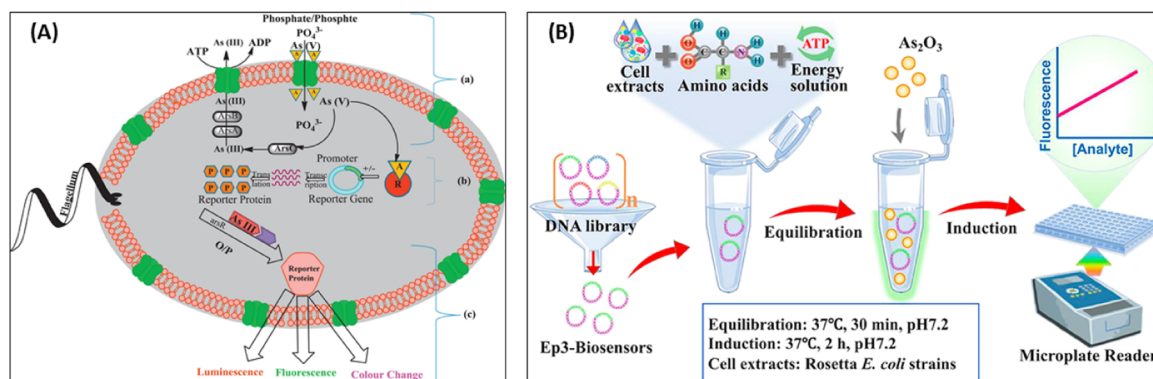 (A)
Phosphate/Phosphte
PO₄³⁻
As (III)
ATP
ADP
As (V)
A
A
A
A
(a)
As (III)
ArsB
ArsA
As (III)
PO₄³⁻
As (V)
ArsC
Promoter
+/-
A
R
P P P
P P P
Trans
lation
Transc
ription
Reporter Protein
Reporter Gene
(b)
Flagellum
As III
arsR
O/P
Reporter
Protein
(c)
Luminescence
Fluorescence
Colour Change
(B)
Cell
extracts
H
O
O
C
C
N
H
H
H
R
Amino acids
ATP
Energy
solution
As₂O₃
Fluorescence
[Analyte]
n
DNA library
Equilibration
Induction
Ep3-Biosensors
Equilibration: 37℃, 30 min, pH7.2
Induction: 37℃, 2 h, pH7.2
Cell extracts: Rosetta E. coli strains
Microplate Reader